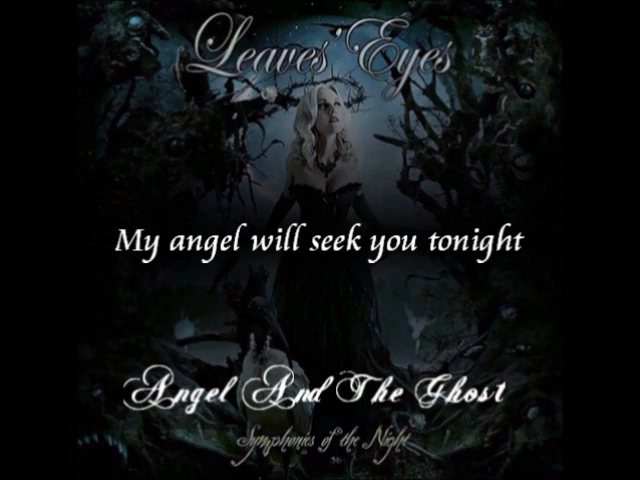 Leaves' Eyes
My angel will seek you tonight
Angel And The Ghost
Symphonies of the Night